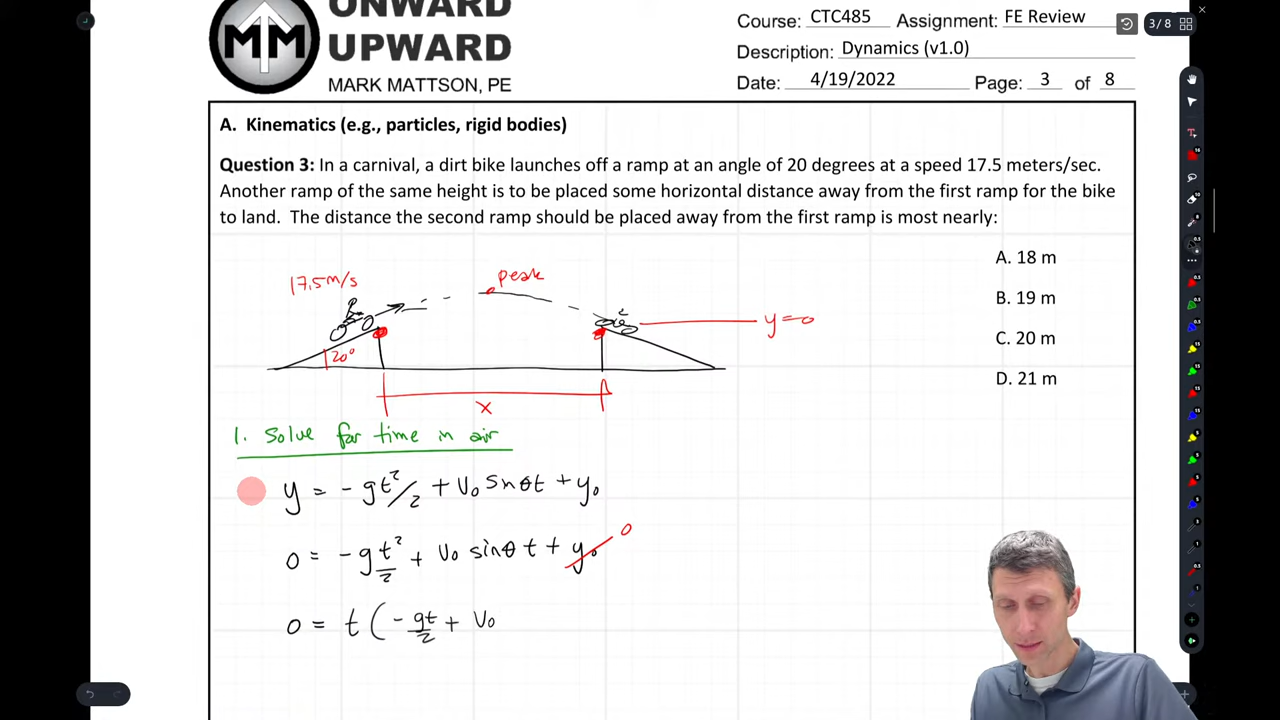 ONWARD
UPWARD
MARK MATTSON, PE
MM
Course: CTC485 Assignment: FE Review
Description: Dynamics (v1.0)
Date: 4/19/2022 Page: 3 of 8
3/8
A. Kinematics (e.g., particles, rigid bodies)
Question 3: In a carnival, a dirt bike launches off a ramp at an angle of 20 degrees at a speed 17.5 meters/sec.
Another ramp of the same height is to be placed some horizontal distance away from the first ramp for the bike
to land. The distance the second ramp should be placed away from the first ramp is most nearly:
A. 18 m
B. 19 m
C. 20 m
D. 21 m
17.5 m/s
peak
y=0
20°
x
1. Solve for time in air
y = - gt²/2 + V₀ sinθt + y₀
0 = - gt²/2 + V₀ sinθ t + y₀ 0
0 = t ( - gt/2 + V₀